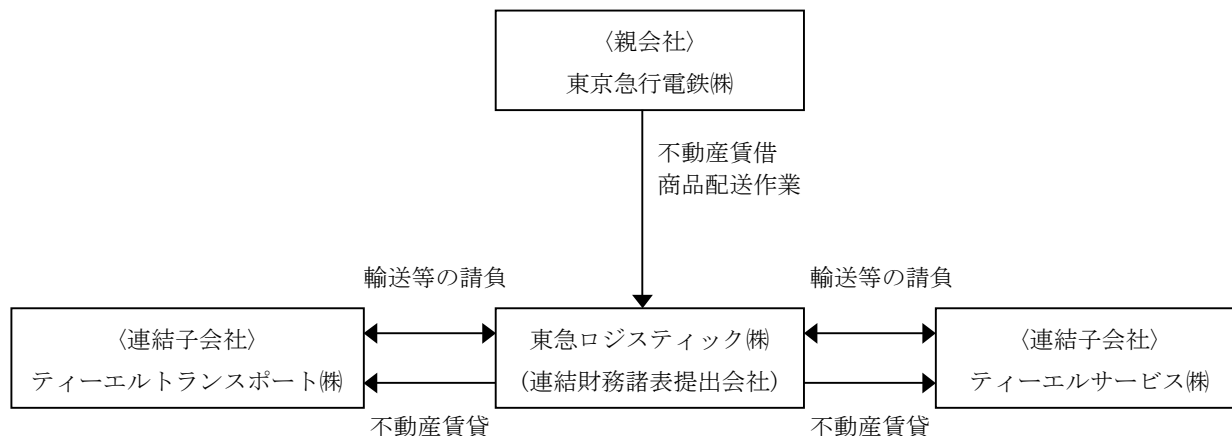 〈親会社〉
東京急行電鉄㈱
不動産賃借
商品配送作業
輸送等の請負
輸送等の請負
〈連結子会社〉
ティーエルトランスポート㈱
東急ロジスティック㈱
(連結財務諸表提出会社)
〈連結子会社〉
ティーエルサービス㈱
不動産賃貸
不動産賃貸